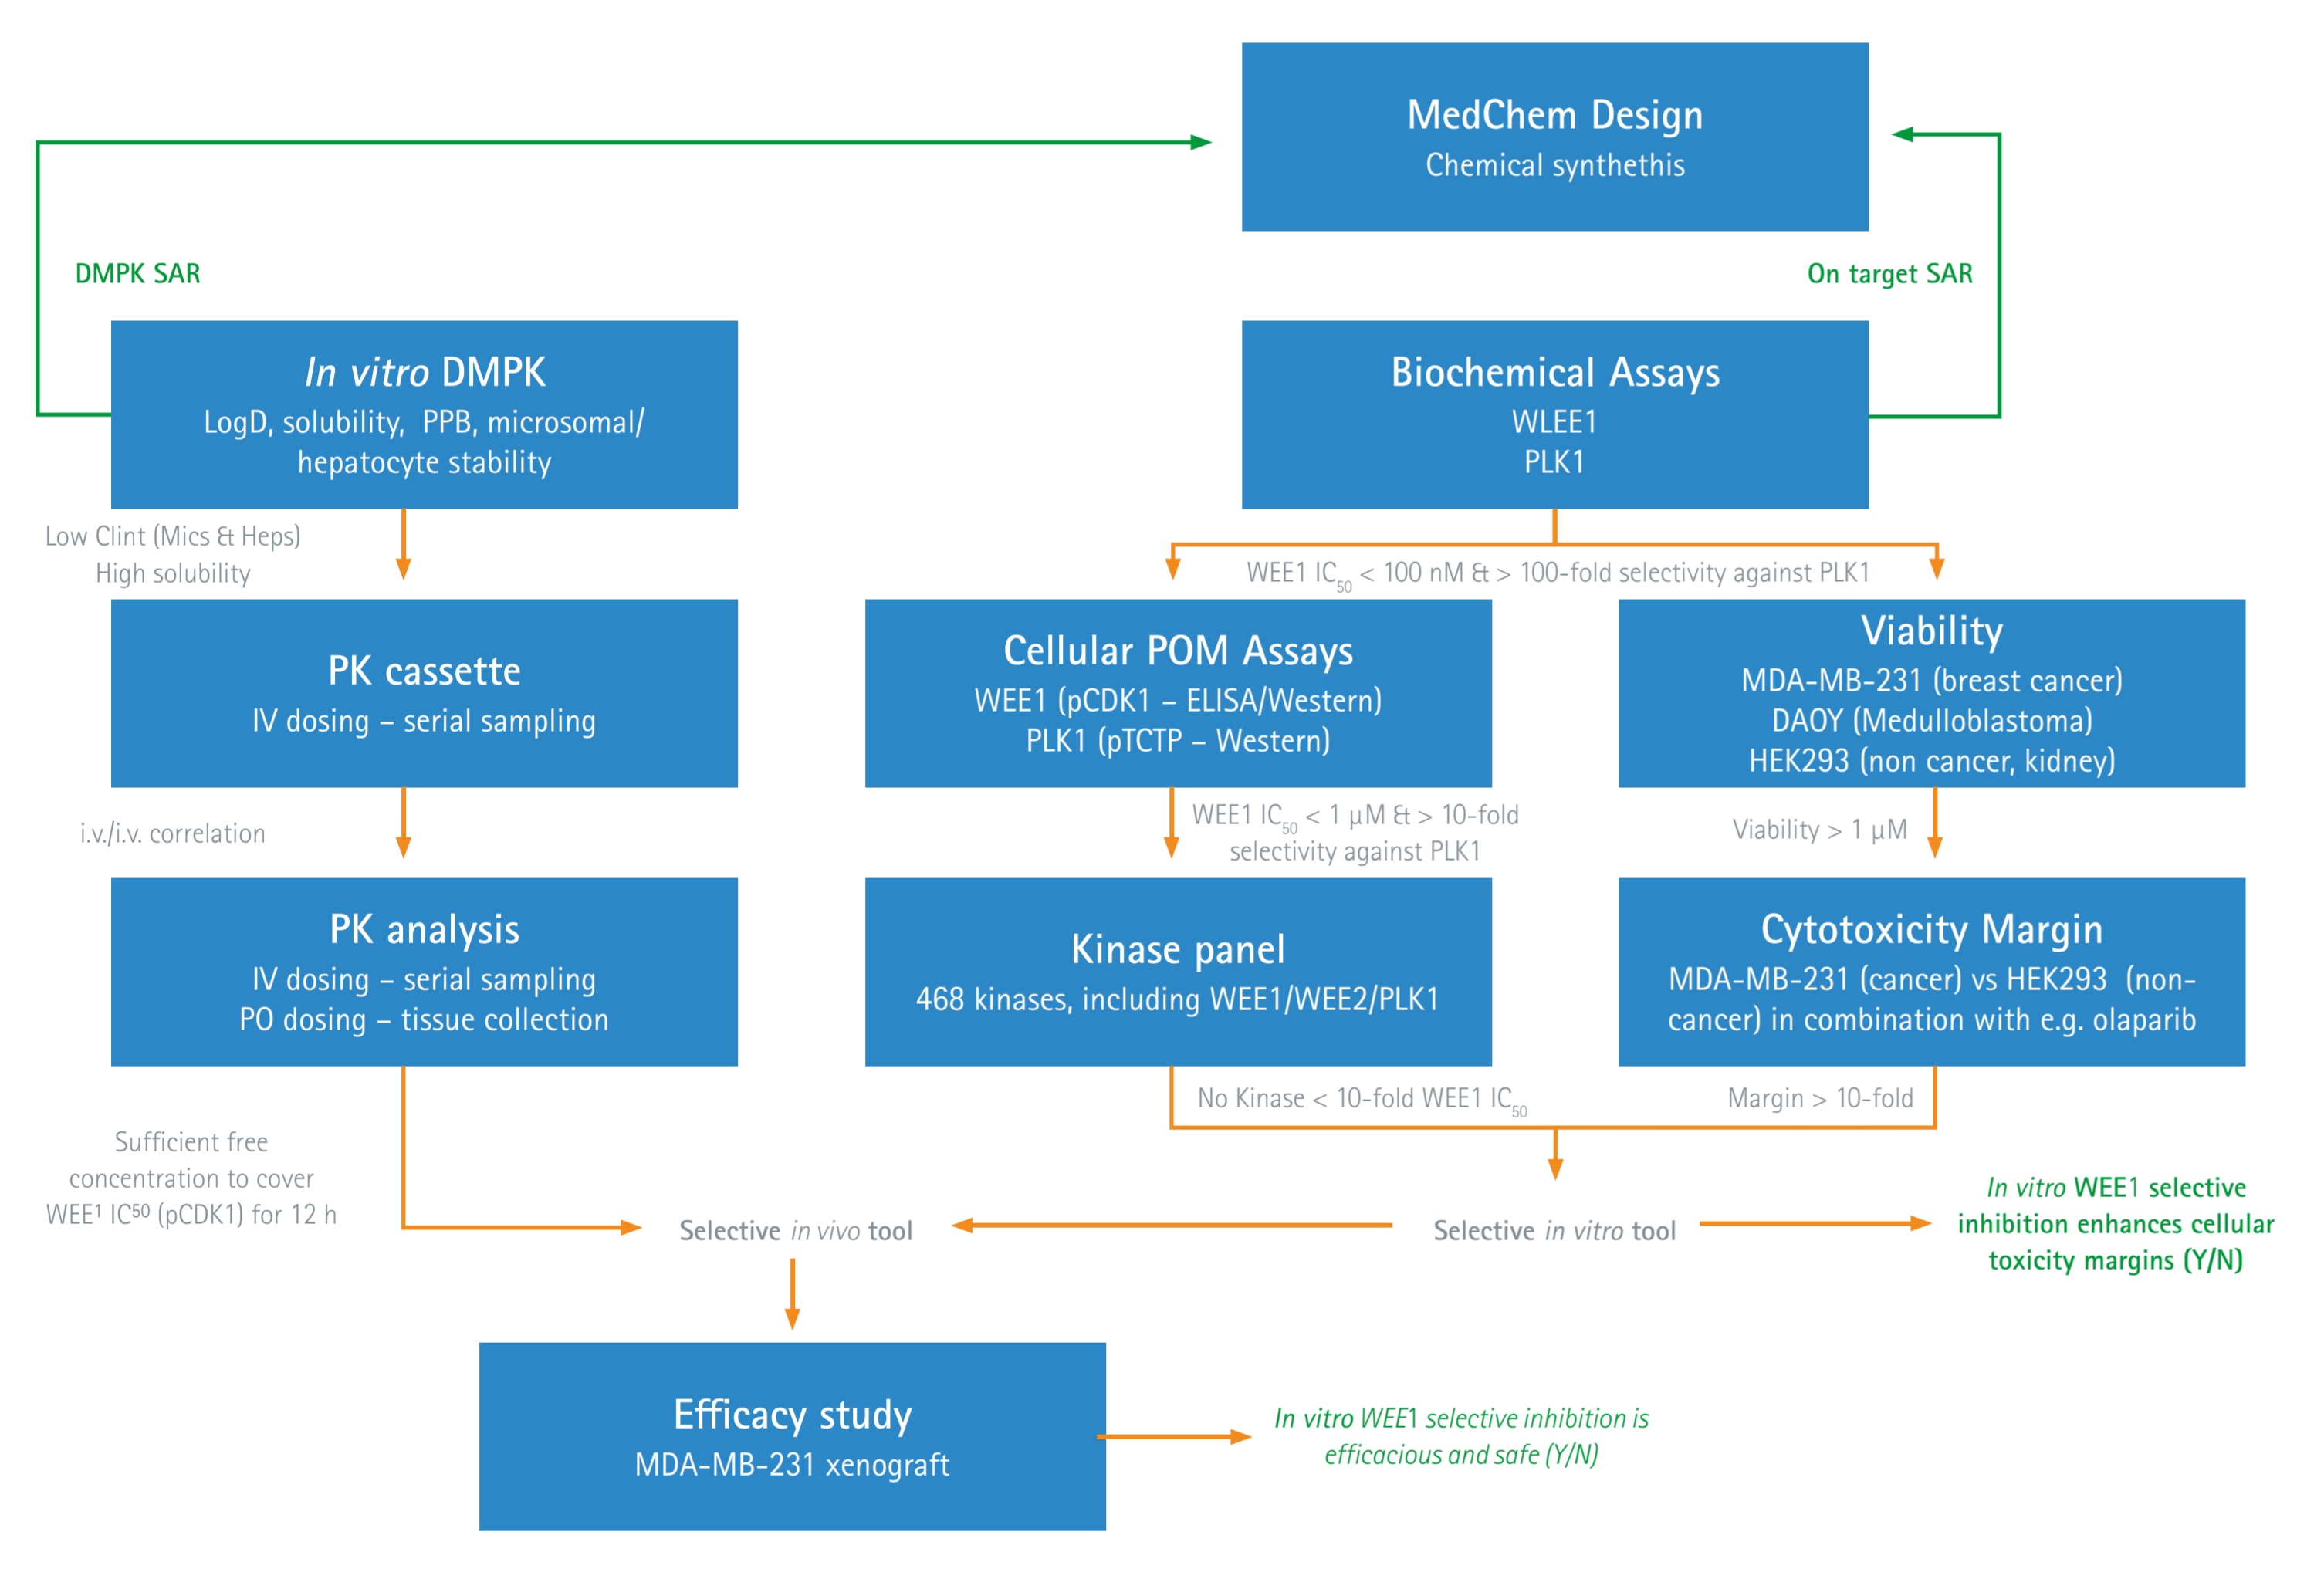 MedChem Design
Chemical synthethis
DMPK SAR
On target SAR
In vitro DMPK
LogD, solubility, PPB, microsomal/
hepatocyte stability
Biochemical Assays
WLEE1
PLK1
Low Clint (Mics & Heps)
High solubility
WEE1 IC50 < 100 nM & > 100-fold selectivity against PLK1
PK cassette
IV dosing – serial sampling
Cellular POM Assays
WEE1 (pCDK1 – ELISA/Western)
PLK1 (pTCTP – Western)
Viability
MDA-MB-231 (breast cancer)
DAOY (Medulloblastoma)
HEK293 (non cancer, kidney)
i.v./i.v. correlation
WEE1 IC50 < 1 µM & > 10-fold
selectivity against PLK1
Viability > 1 µM
PK analysis
IV dosing – serial sampling
PO dosing – tissue collection
Kinase panel
468 kinases, including WEE1/WEE2/PLK1
Cytotoxicity Margin
MDA-MB-231 (cancer) vs HEK293 (non-
cancer) in combination with e.g. olaparib
No Kinase < 10-fold WEE1 IC50
Margin > 10-fold
Sufficient free
concentration to cover
WEE1 IC50 (pCDK1) for 12 h
Selective in vivo tool
Selective in vitro tool
In vitro WEE1 selective
inhibition enhances cellular
toxicity margins (Y/N)
Efficacy study
MDA-MB-231 xenograft
In vitro WEE1 selective inhibition is
efficacious and safe (Y/N)